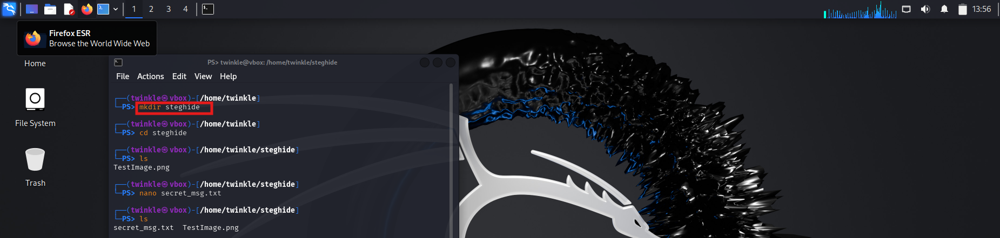 1 2 3 4 13:56
Firefox ESR
Browse the World Wide Web
Home
File System
Trash
PS> twinkle@vbox: /home/twinkle/steghide
File Actions Edit View Help
┌──(twinkle㉿vbox)-[/home/twinkle]
└─PS> mkdir steghide
┌──(twinkle㉿vbox)-[/home/twinkle]
└─PS> cd steghide
┌──(twinkle㉿vbox)-[/home/twinkle/steghide]
└─PS> ls
TestImage.png
┌──(twinkle㉿vbox)-[/home/twinkle/steghide]
└─PS> nano secret_msg.txt
┌──(twinkle㉿vbox)-[/home/twinkle/steghide]
└─PS> ls
secret_msg.txt TestImage.png